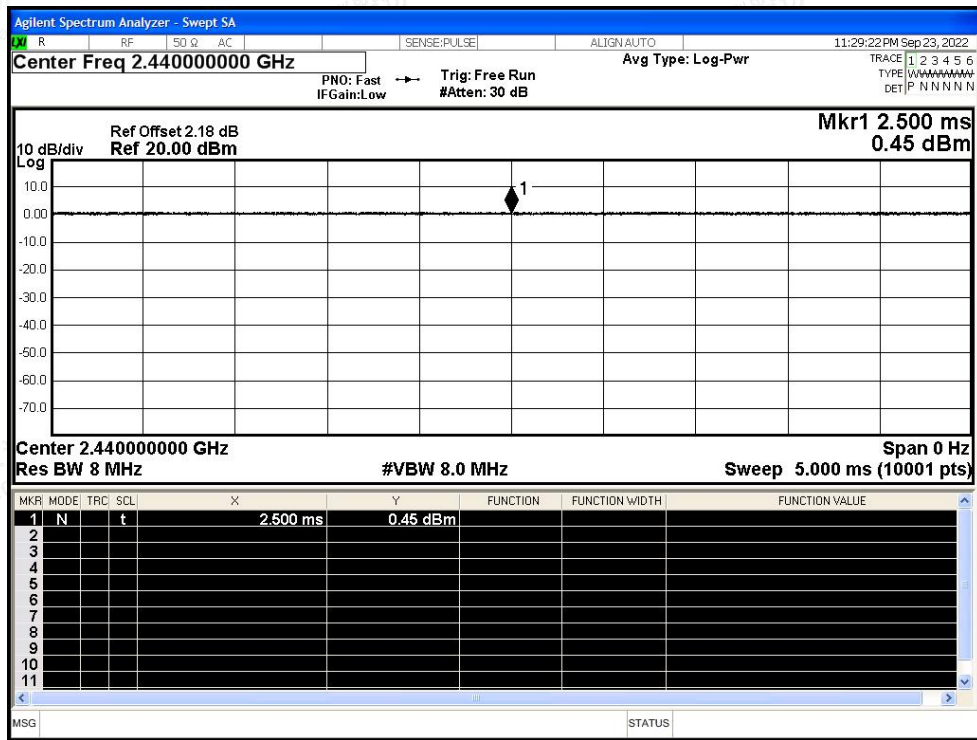 Agilent Spectrum Analyzer - Swept SA
LXI R RF 50 Ω AC SENSE:PULSE ALIGN AUTO 11:29:22 PM Sep 23, 2022
Center Freq 2.440000000 GHz
Avg Type: Log-Pwr
TRACE 1 2 3 4 5 6
PNO: Fast Trig: Free Run
TYPE WWWWWW
IFGain:Low #Atten: 30 dB
DET P N N N N N
Mkr1 2.500 ms
Ref Offset 2.18 dB
10 dB/div Ref 20.00 dBm 0.45 dBm
Log
10.0
1
0.00
-10.0
-20.0
-30.0
-40.0
-50.0
-60.0
-70.0
Center 2.440000000 GHz Span 0 Hz
Res BW 8 MHz #VBW 8.0 MHz Sweep 5.000 ms (10001 pts)
MKR MODE TRC SCL X Y FUNCTION FUNCTION WIDTH FUNCTION VALUE
1 N t 2.500 ms 0.45 dBm
2
3
4
5
6
7
8
9
10
11
MSG STATUS